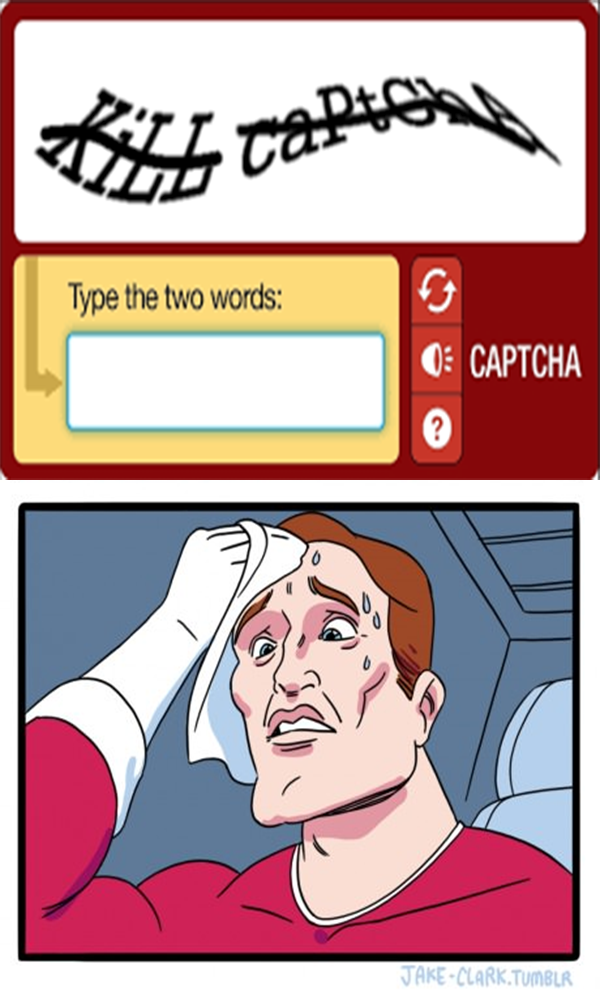 KiLL caPtChA
Type the two words:
CAPTCHA
?
JAKE-CLARK.TUMBLR